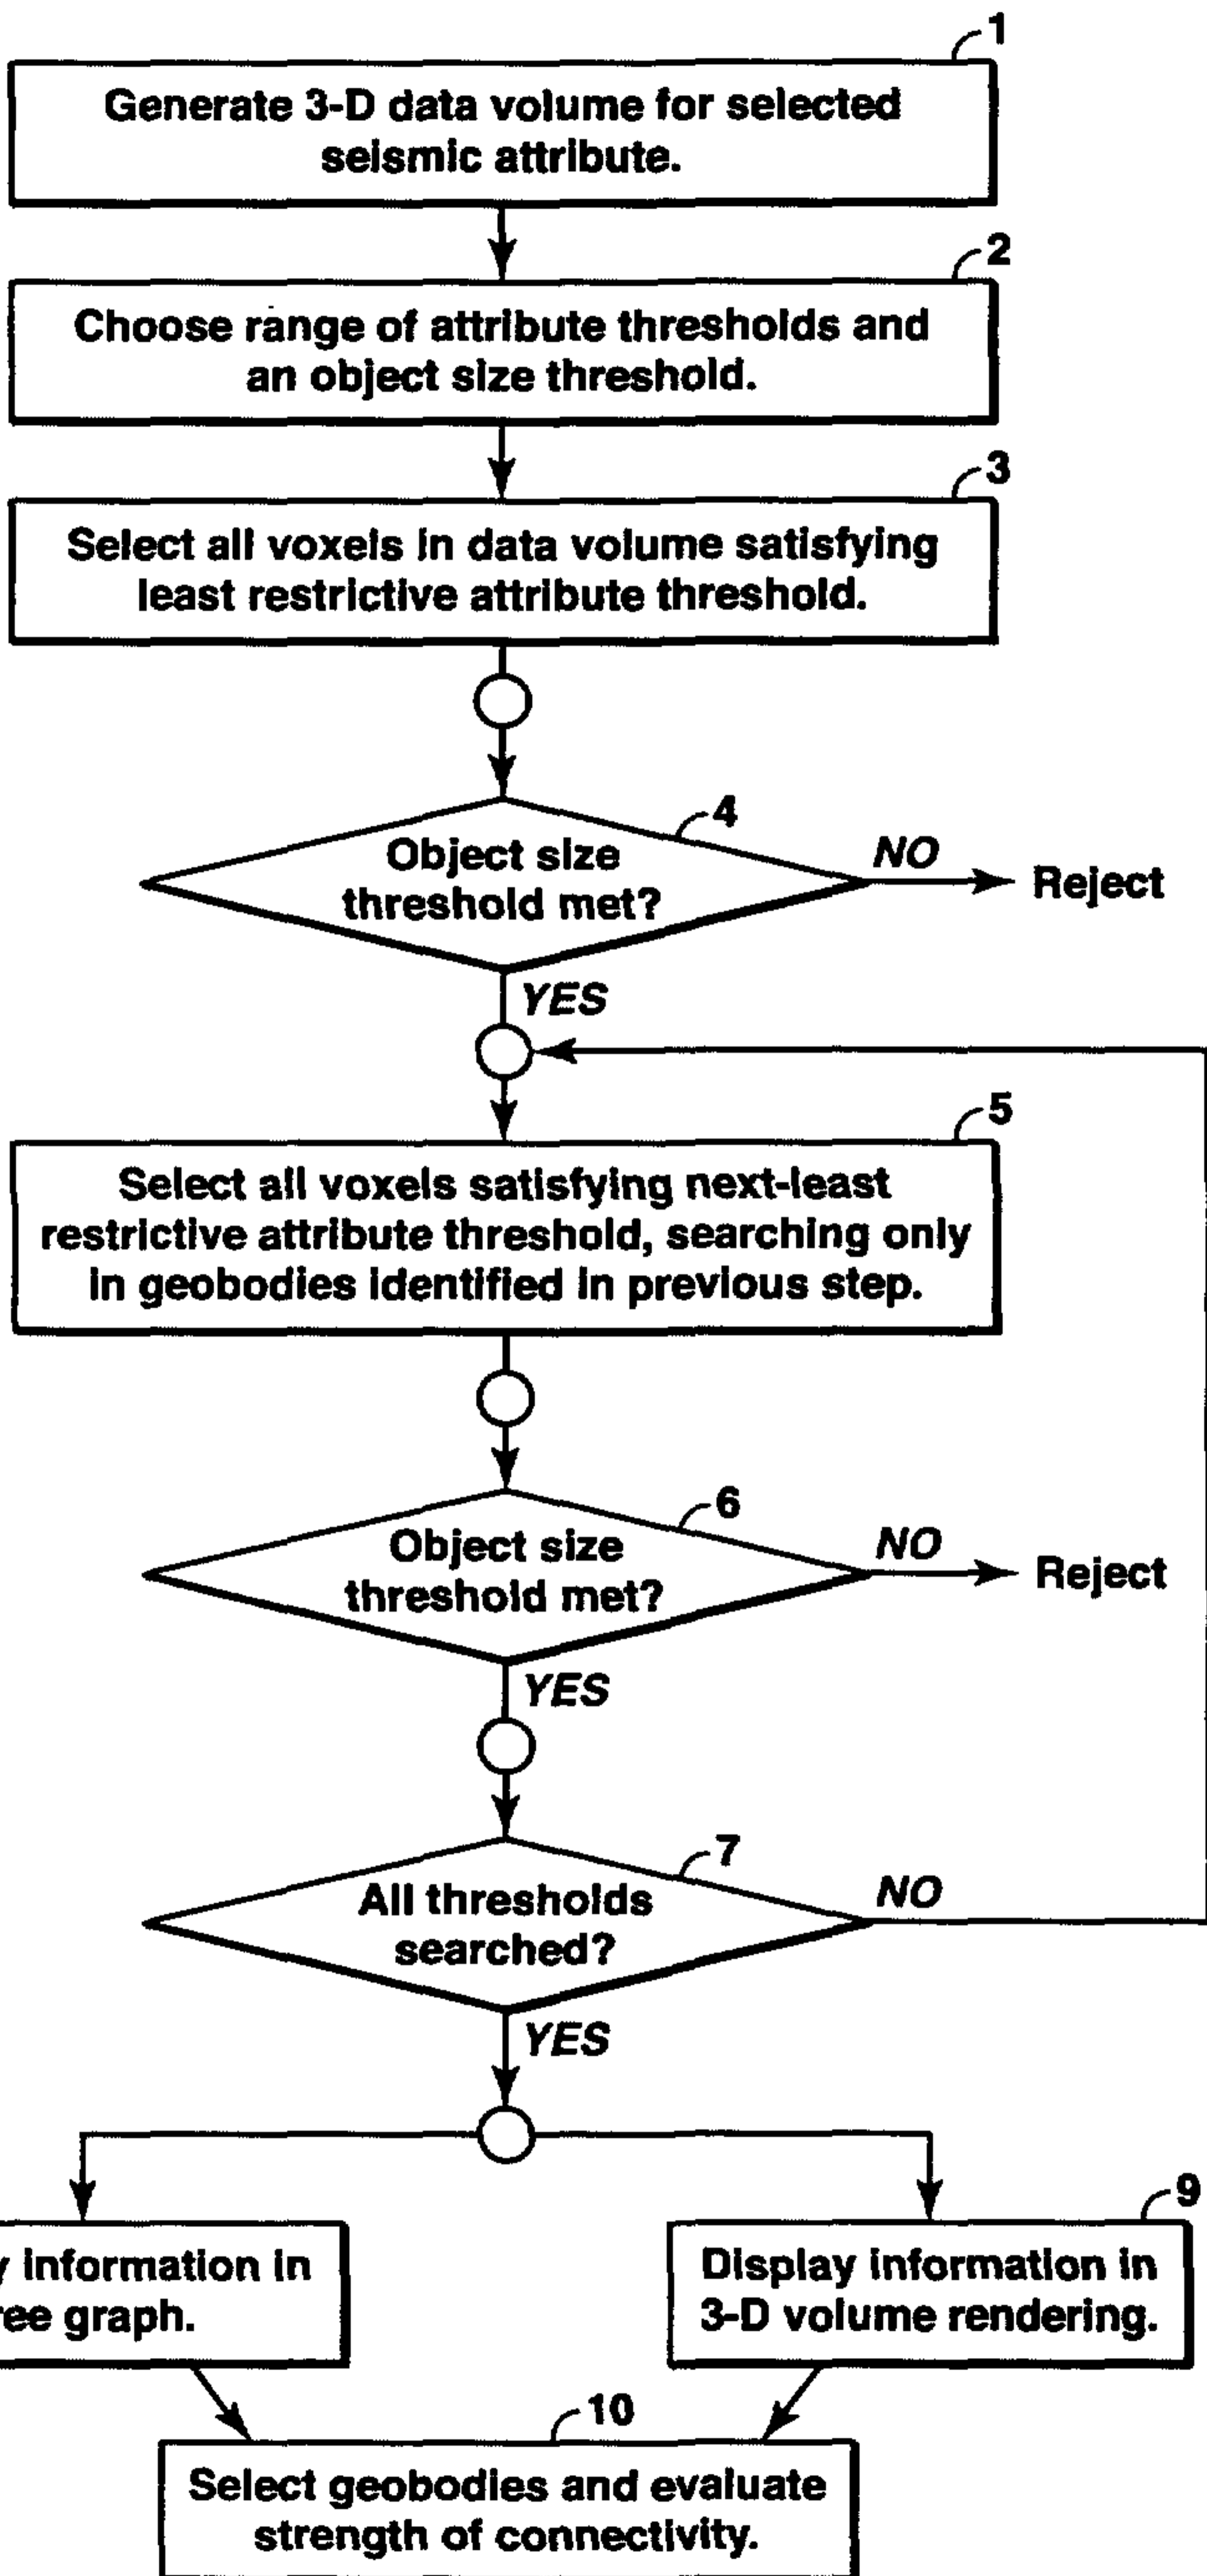 1
Generate 3-D data volume for selected
seismic attribute.
2
Choose range of attribute thresholds and
an object size threshold.
3
Select all voxels in data volume satisfying
least restrictive attribute threshold.
4
Object size
threshold met?
NO
Reject
YES
5
Select all voxels satisfying next-least
restrictive attribute threshold, searching only
in geobodies identified in previous step.
6
Object size
threshold met?
NO
Reject
YES
7
All thresholds
searched?
NO
YES
information in
graph.
9
Display information in
3-D volume rendering.
10
Select geobodies and evaluate
strength of connectivity.